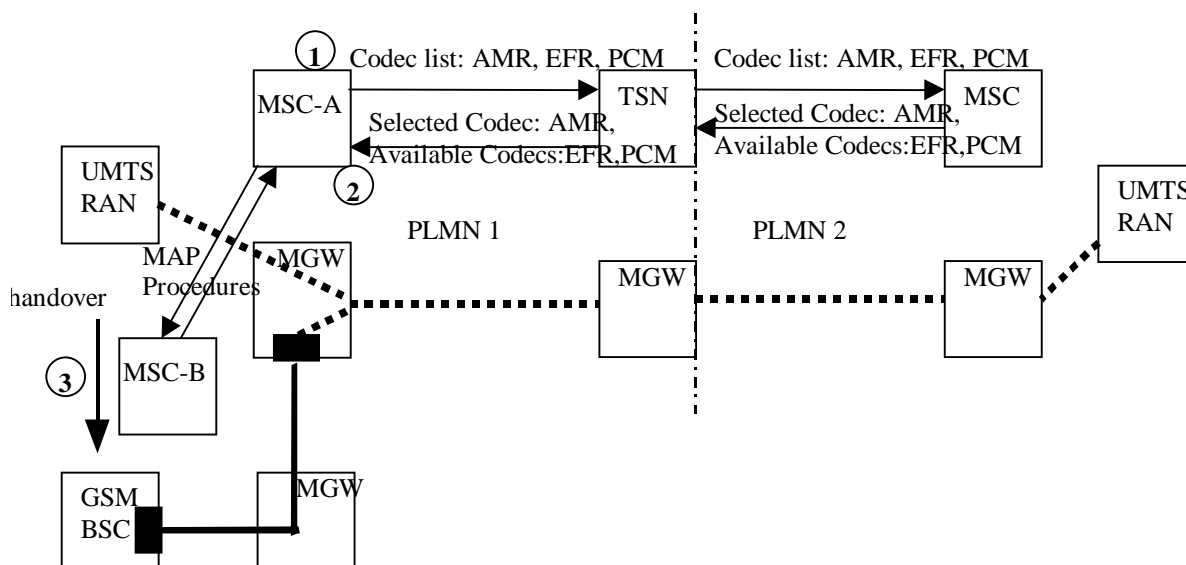 1
Codec list: AMR, EFR, PCM
Codec list: AMR, EFR, PCM
MSC-A
TSN
MSC
Selected Codec: AMR,
Available Codecs:EFR,PCM
Selected Codec: AMR,
Available Codecs:EFR,PCM
2
UMTS
RAN
UMTS
RAN
PLMN 1
PLMN 2
MAP
Procedures
MGW
MGW
MGW
handover
3
MSC-B
GSM
BSC
MGW